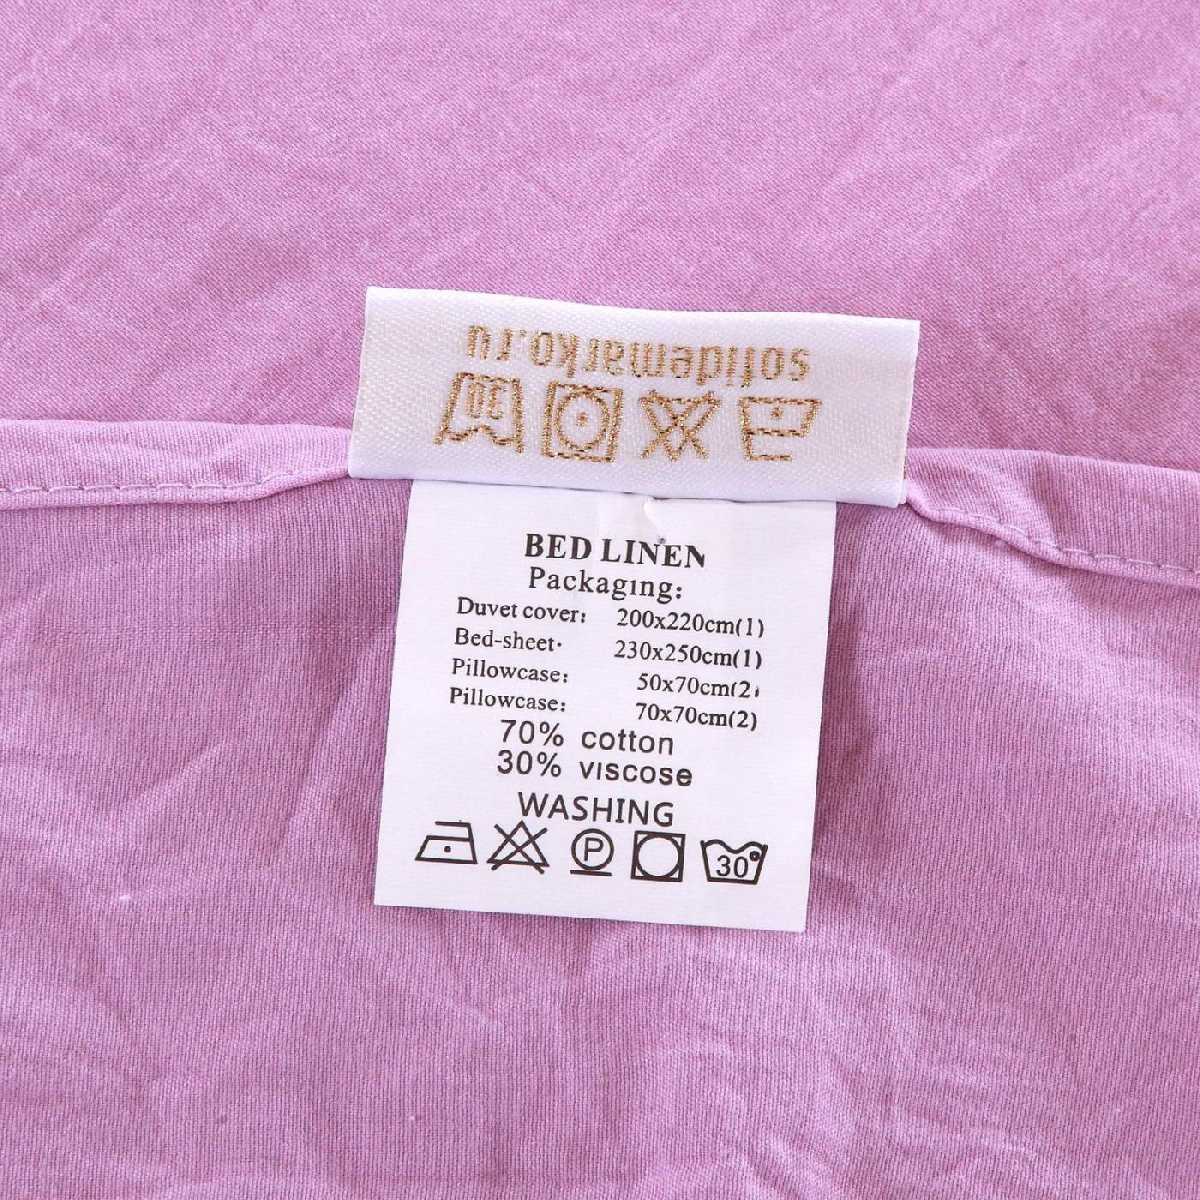 sofidemarko.ru
30
BED LINEN
Packaging:
Duvet cover: 200x220cm(1)
Bed-sheet: 230x250cm(1)
Pillowcase: 50x70cm(2)
Pillowcase: 70x70cm(2)
70% cotton
30% viscose
WASHING
P 30°